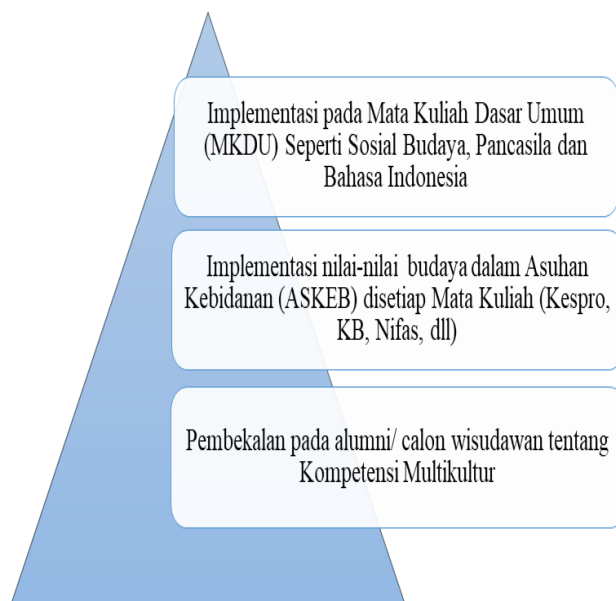 Implementasi pada Mata Kuliah Dasar Umum
(MKDU) Seperti Sosial Budaya, Pancasila dan
Bahasa Indonesia
Implementasi nilai-nilai budaya dalam Asuhan
Kebidanan (ASKEB) disetiap Mata Kuliah (Kespro,
KB, Nifas, dll)
Pembekalan pada alumni/ calon wisudawan tentang
Kompetensi Multikultur